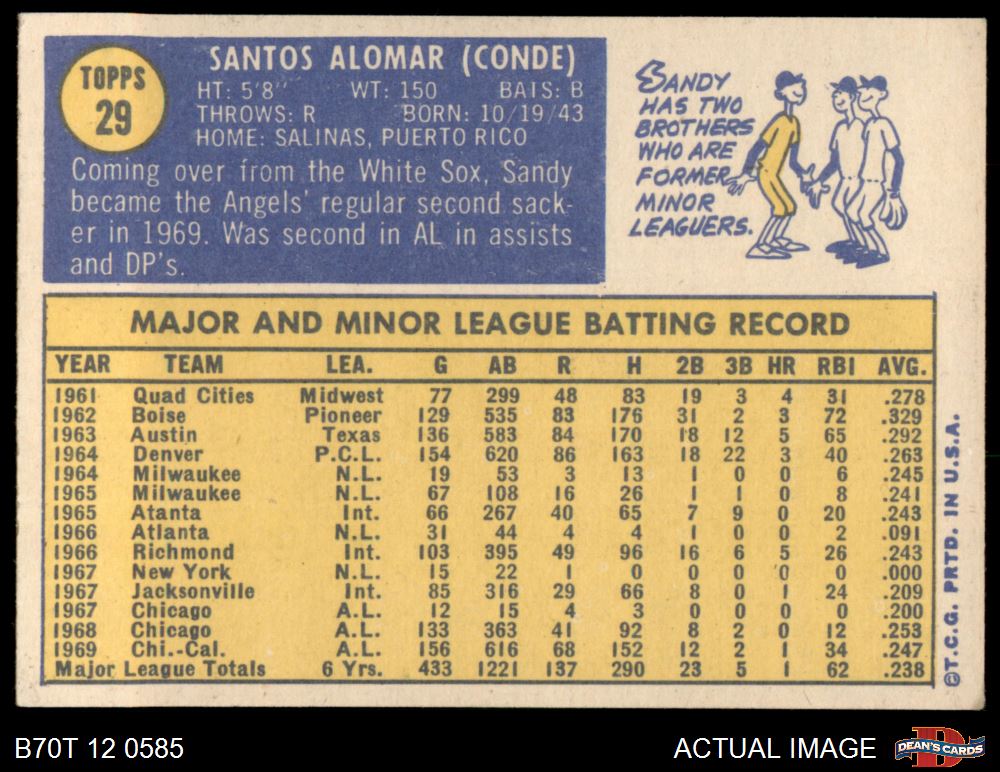 TOPPS
29
SANTOS ALOMAR (CONDE)
HT: 5'8" WT: 150 BATS: B
THROWS: R BORN: 10/19/43
HOME: SALINAS, PUERTO RICO
Coming over from the White Sox, Sandy
became the Angels' regular second sack-
er in 1969. Was second in AL in assists
and DP's.
SANDY
HAS TWO
BROTHERS
WHO ARE
FORMER
MINOR
LEAGUERS.
MAJOR AND MINOR LEAGUE BATTING RECORD
YEAR TEAM LEA. G AB R H 2B 3B HR RBI AVG.
1961 Quad Cities Midwest 77 299 48 83 19 3 4 31 .278
1962 Boise Pioneer 129 535 83 176 31 2 3 72 .329
1963 Austin Texas 136 583 84 170 18 12 5 65 .292
1964 Denver P.C.L. 154 620 86 163 18 22 3 40 .263
1964 Milwaukee N.L. 19 53 3 13 1 0 0 6 .245
1965 Milwaukee N.L. 67 108 16 26 1 1 0 8 .241
1965 Atanta Int. 66 267 40 65 7 9 0 20 .243
1966 Atlanta N.L. 31 44 4 4 1 0 0 2 .091
1966 Richmond Int. 103 395 49 96 16 6 5 26 .243
1967 New York N.L. 15 22 1 0 0 0 0 0 .000
1967 Jacksonville Int. 85 316 29 66 8 0 1 24 .209
1967 Chicago A.L. 12 15 4 3 0 0 0 0 .200
1968 Chicago A.L. 133 363 41 92 8 2 0 12 .253
1969 Chi.-Cal. A.L. 156 616 68 152 12 2 1 34 .247
Major League Totals 6 Yrs. 433 1221 137 290 23 5 1 62 .238
©T.C.G. PRTD. IN U.S.A.
B70T 12 0585
ACTUAL IMAGE
D
DEAN'S CARDS